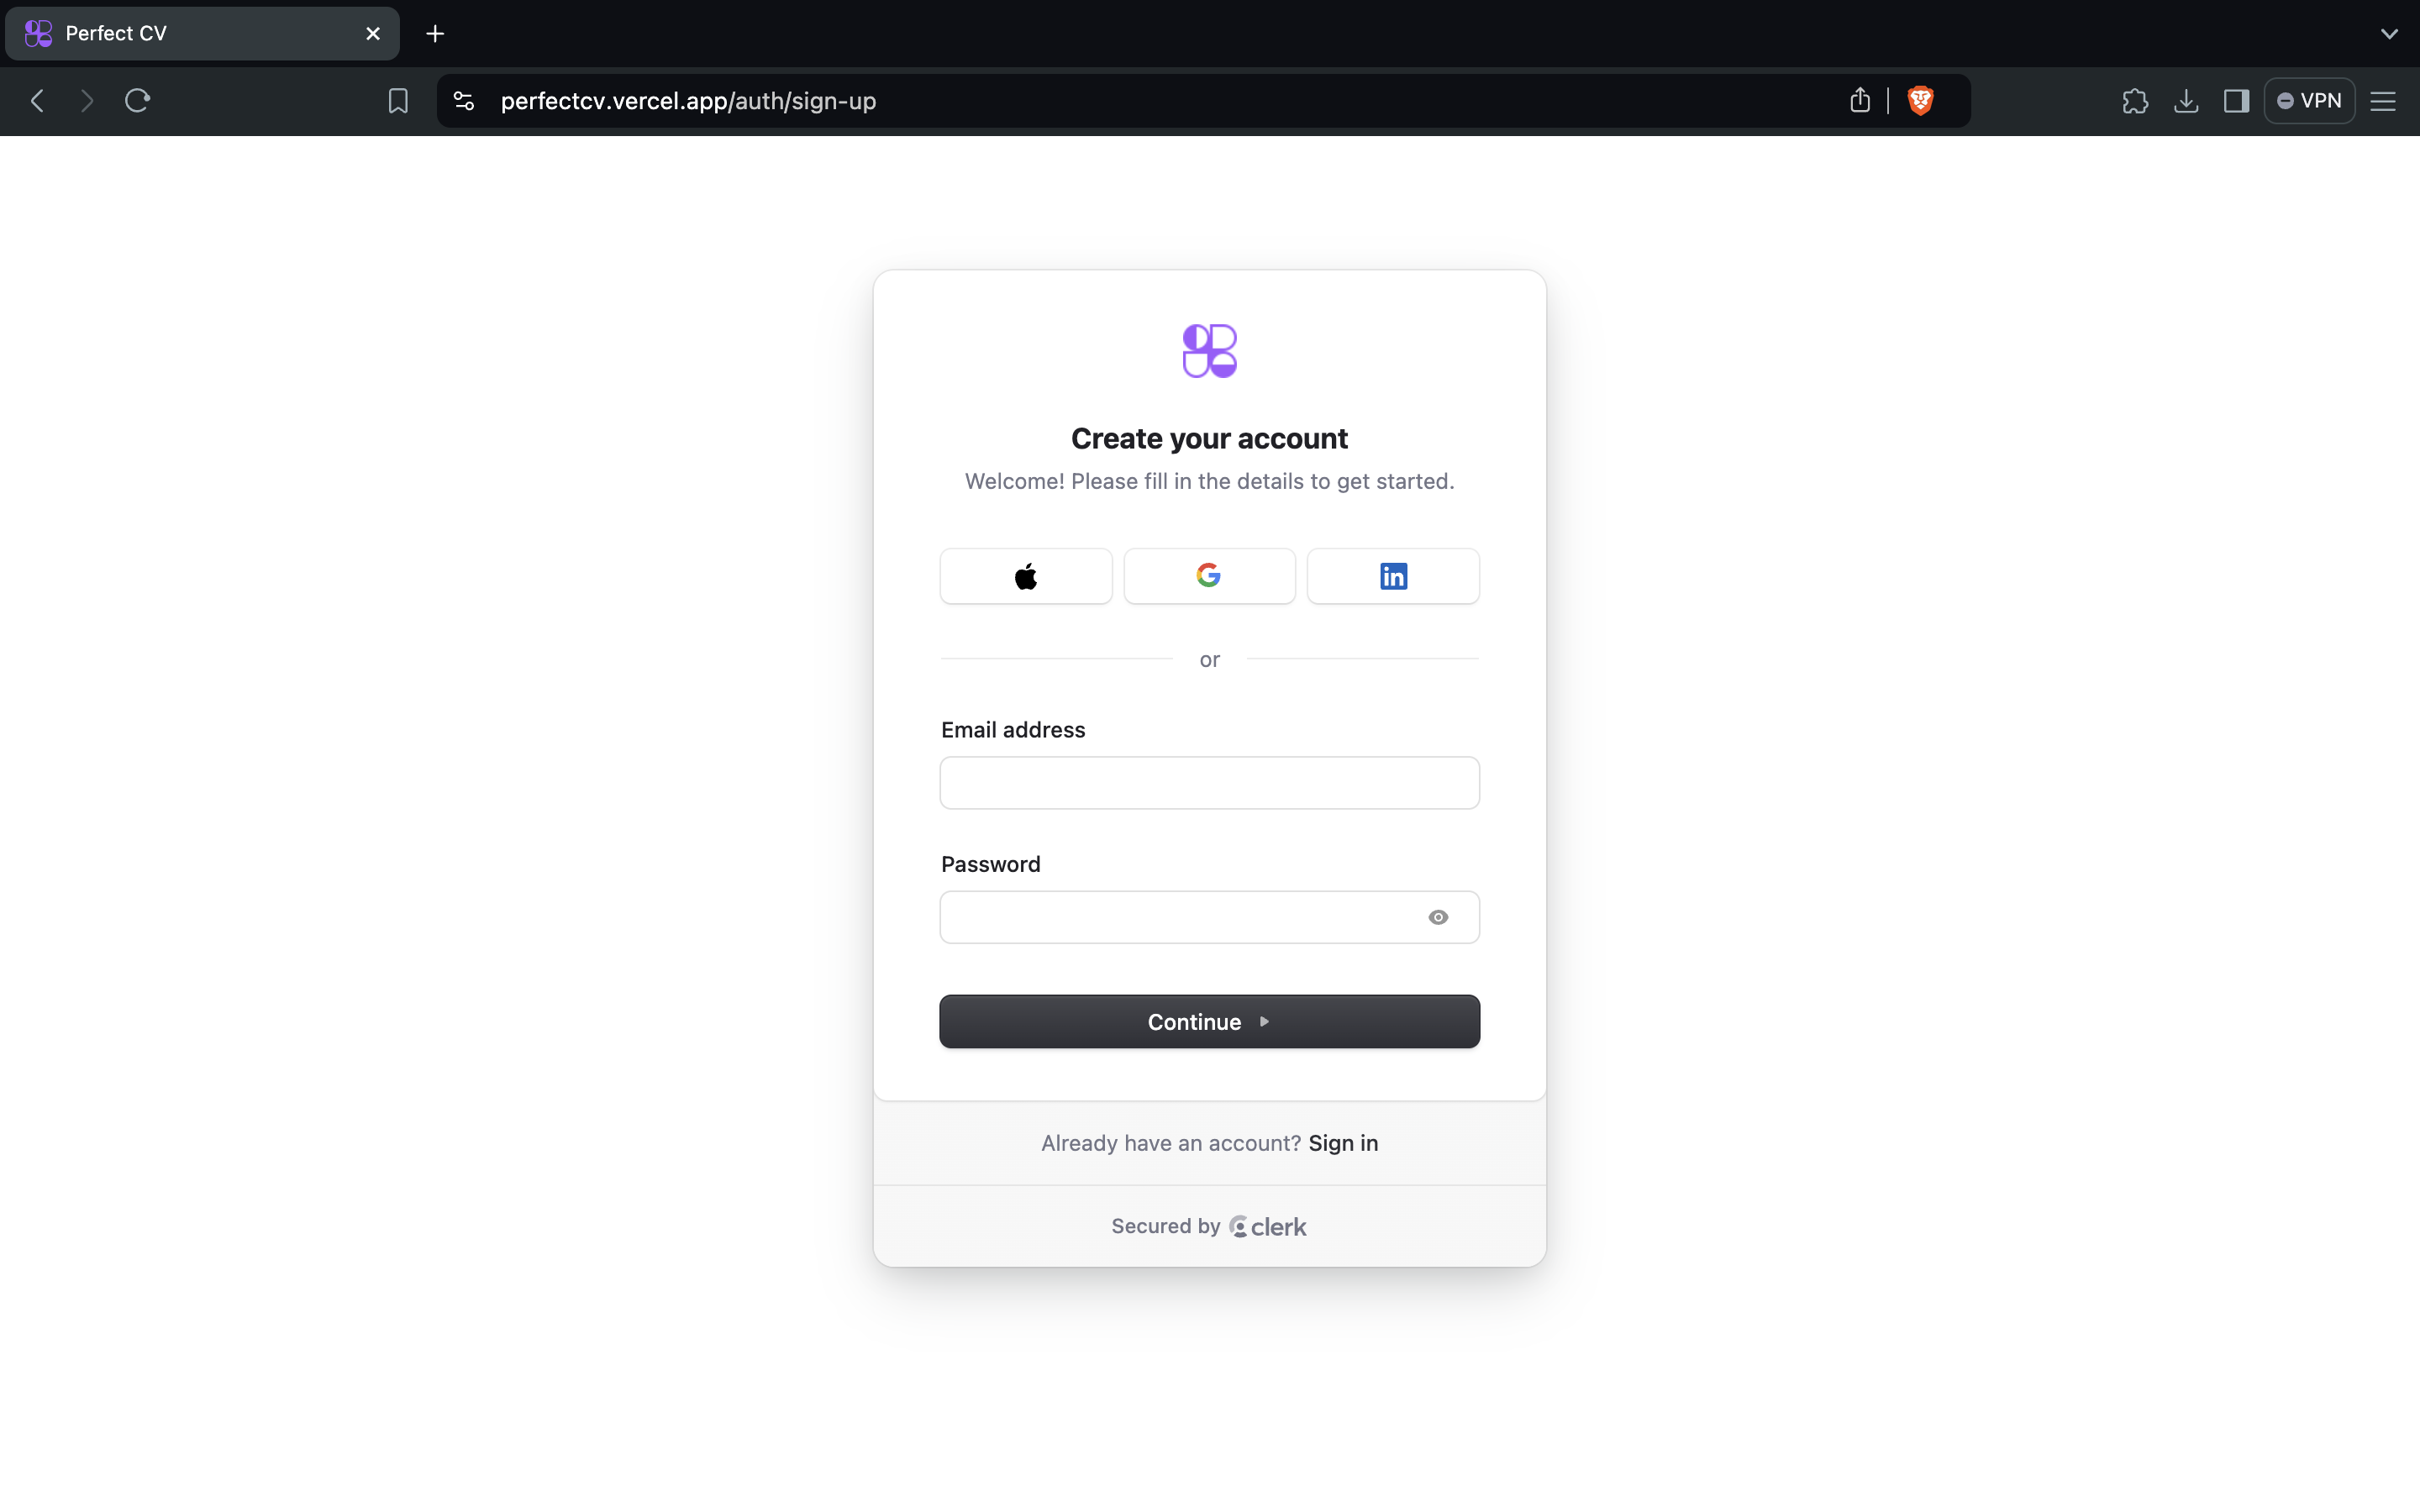 Perfect CV
perfectcv.vercel.app/auth/sign-up
VPN
Create your account
Welcome! Please fill in the details to get started.
in
or
Email address
Password
Continue
Already have an account? Sign in
Secured by clerk